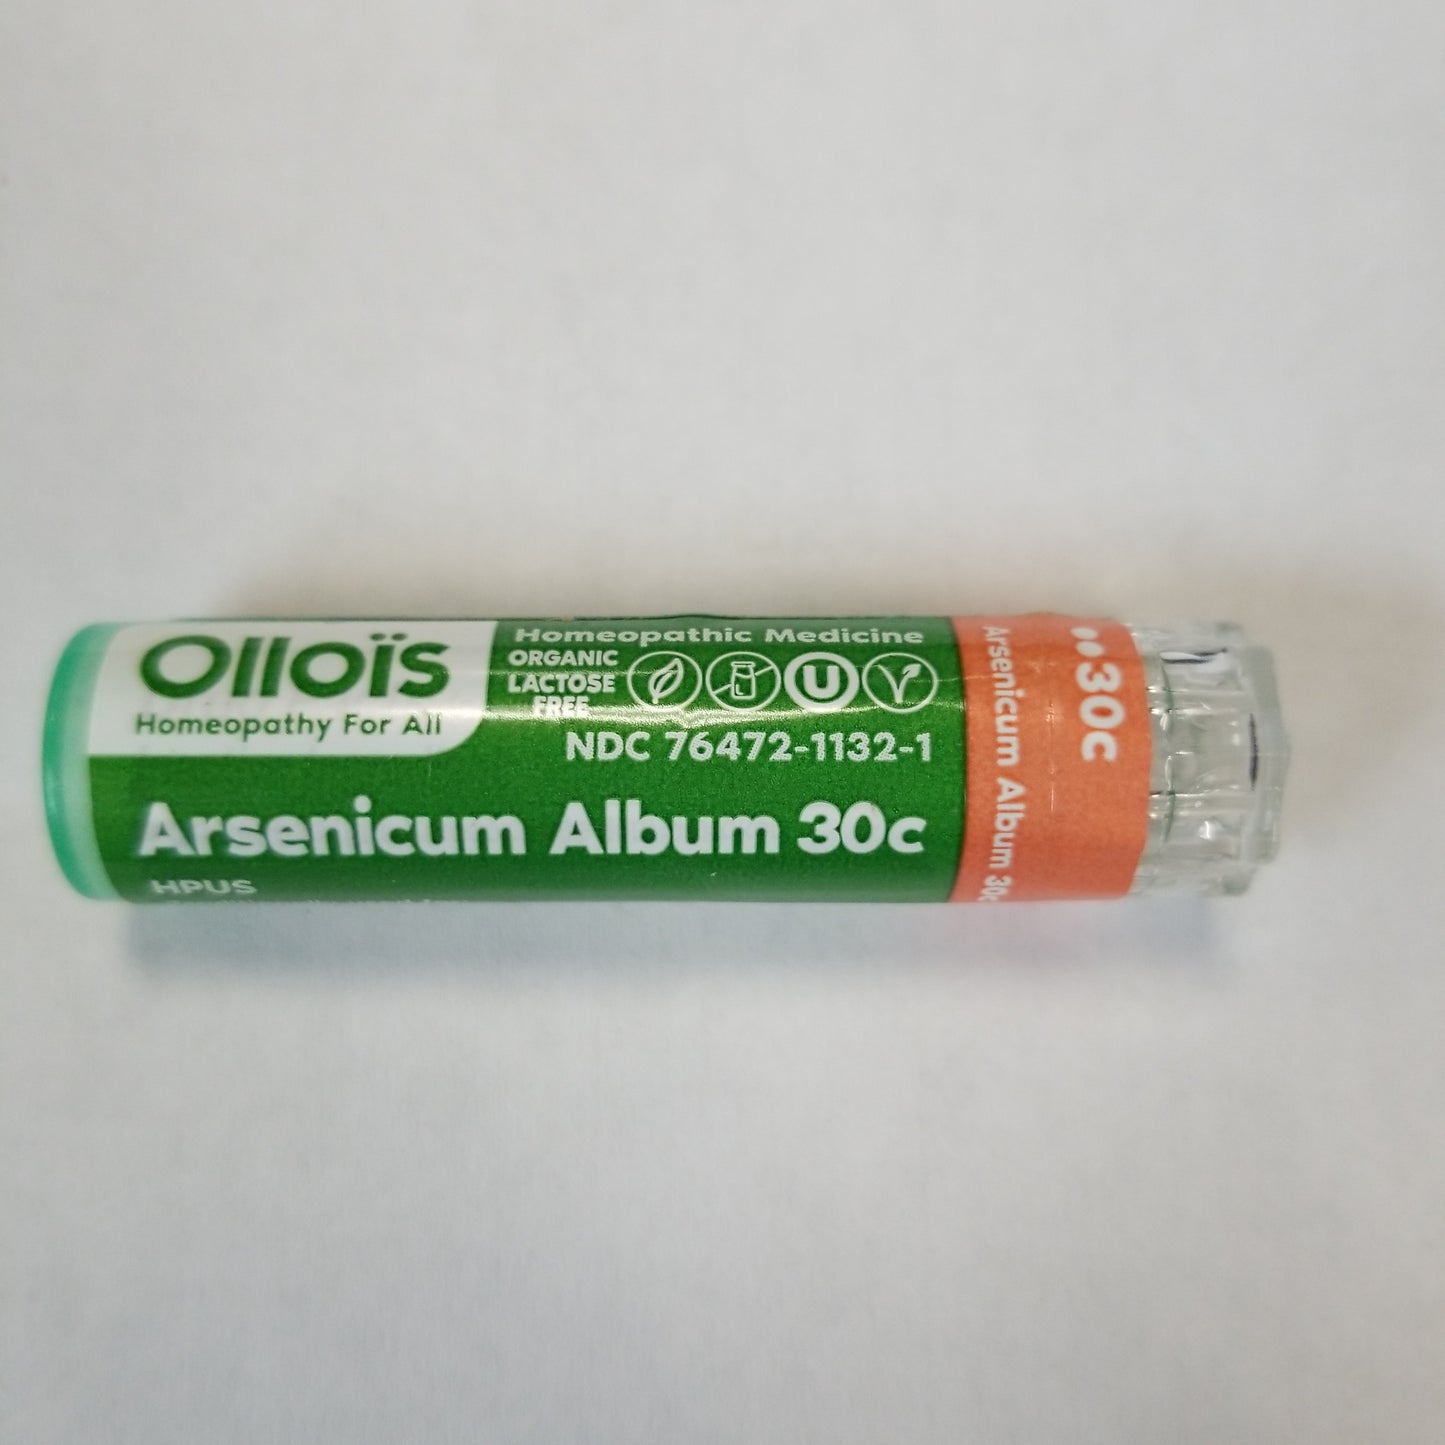 Olloïs
Homeopathy For All
Homeopathic Medicine
ORGANIC
LACTOSE
FREE
U
NDC 76472-1132-1
Arsenicum Album 30c
HPUS
Arsenicum Album 30c
30c